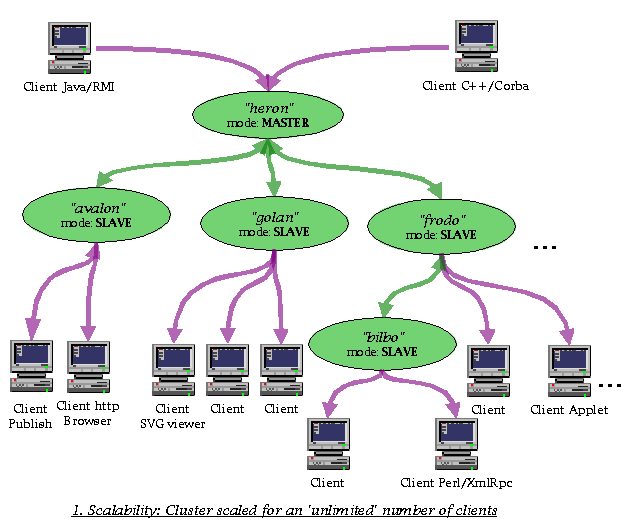 Client Java/RMI
Client C++/Corba
"heron"
mode: MASTER
"avalon"
mode: SLAVE
"golan"
mode: SLAVE
"frodo"
mode: SLAVE
...
"bilbo"
mode: SLAVE
Client
Publish
Client http
Browser
Client
SVG viewer
Client
Client
Client
Client Applet
...
Client
Client Perl/XmlRpc
1. Scalability: Cluster scaled for an 'unlimited' number of clients